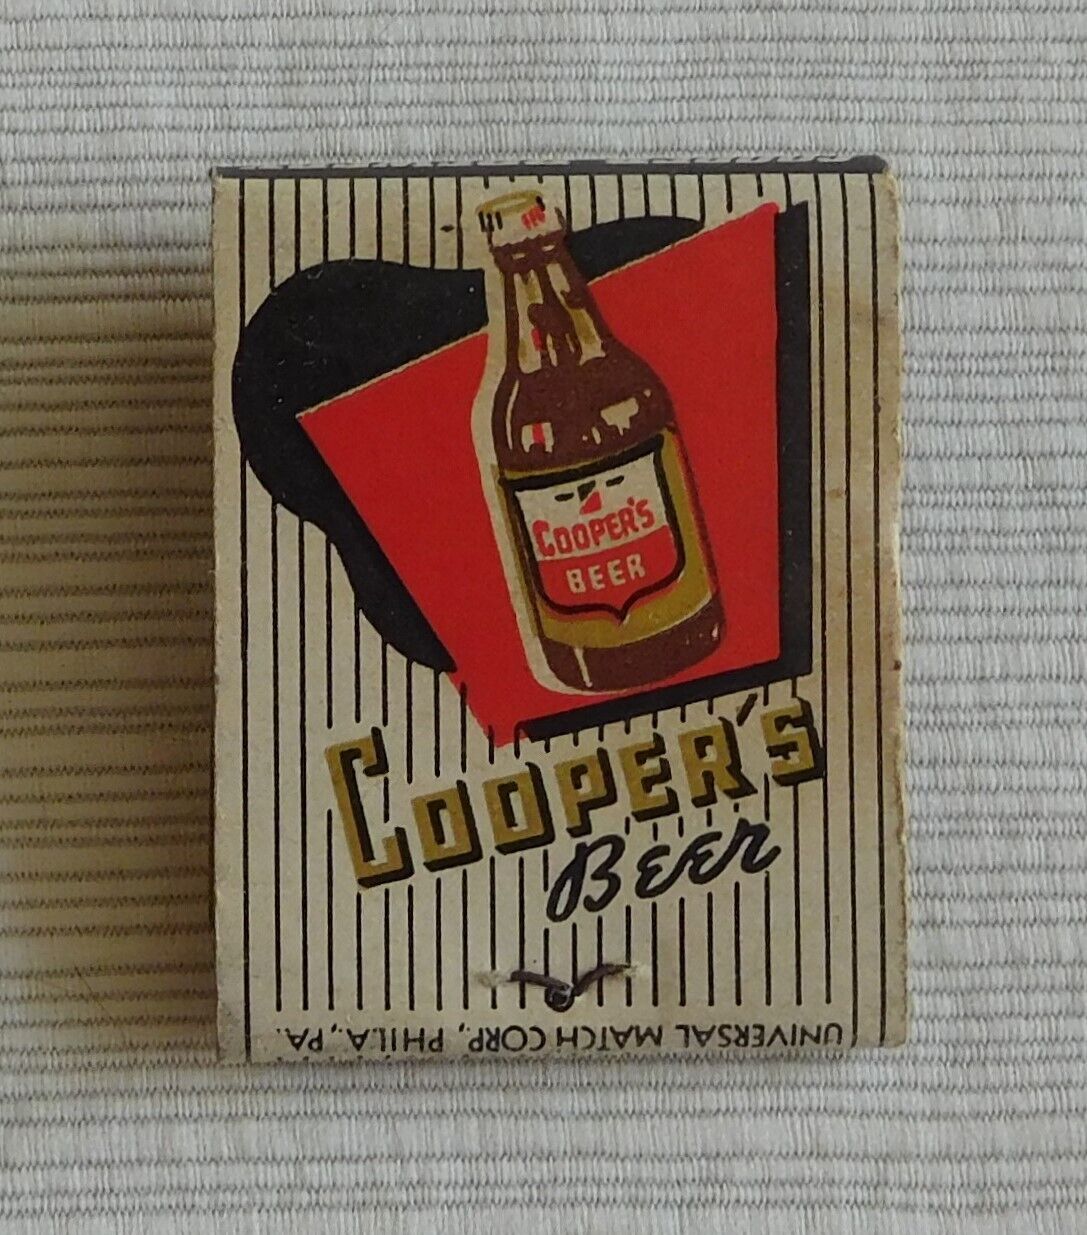 COOPER'S
BEER
COOPER'S
BEER
UNIVERSAL MATCH CORP., PHILA., PA.